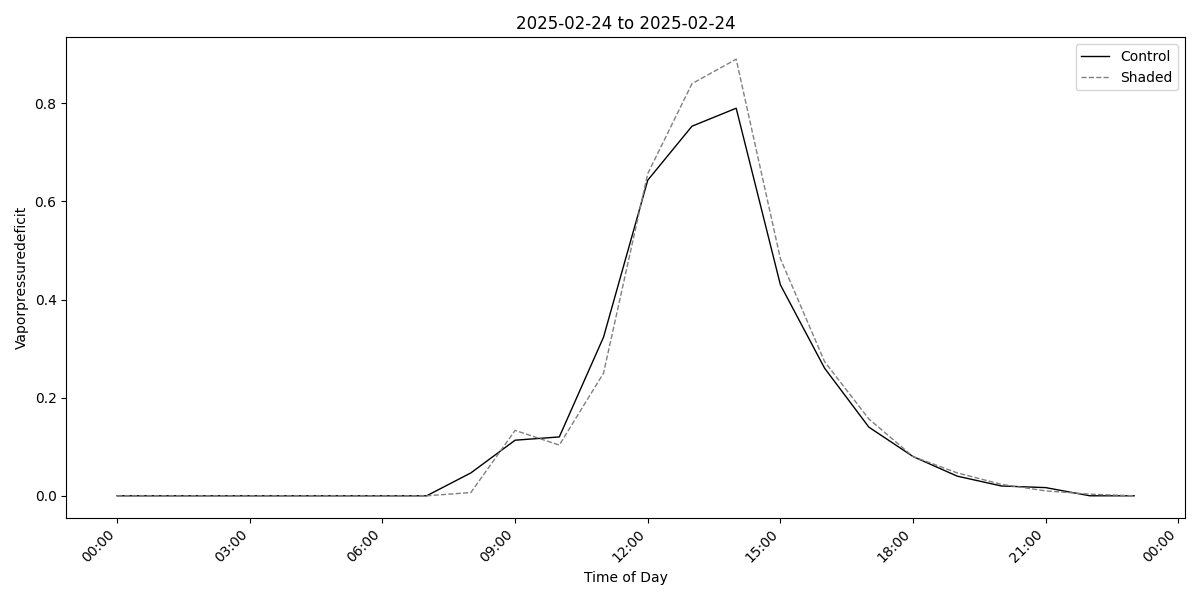 2025-02-24 to 2025-02-24
Control
Shaded
Vaporpressuredeficit
0.8
0.6
0.4
0.2
0.0
00:00
03:00
06:00
09:00
12:00
15:00
18:00
21:00
00:00
Time of Day